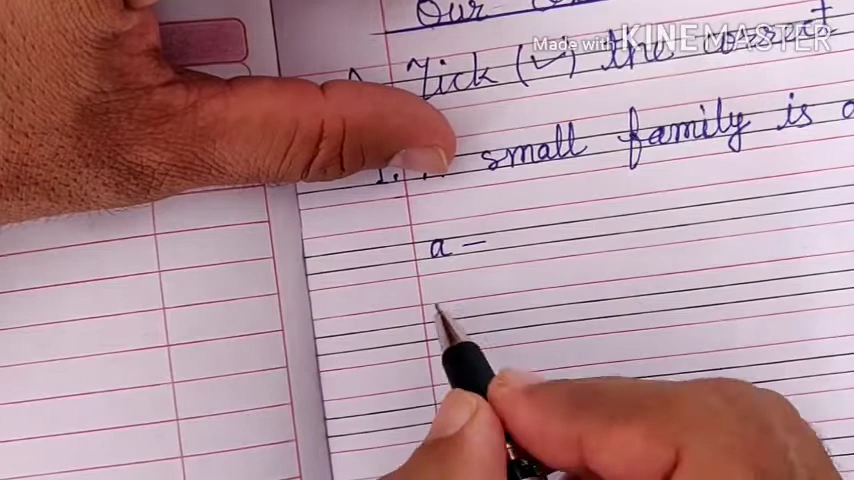 Our
Made with KINEMASTER
Tick (✓) the correct
1. A small family is a
a -